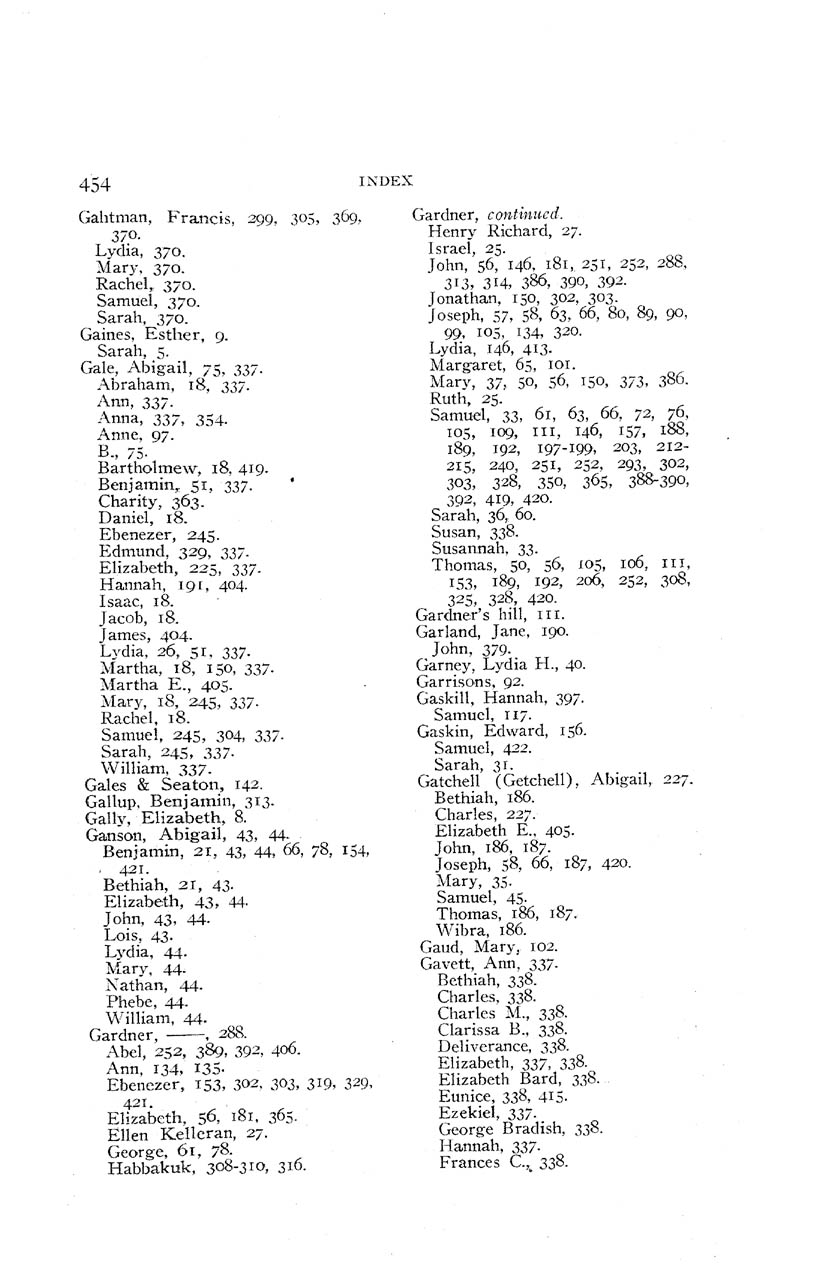 454
INDEX
Gahtman, Francis, 299, 305, 369,
370.
Lydia, 370.
Mary, 370.
Rachel, 370.
Samuel, 370.
Sarah, 370.
Gaines, Esther, 9.
Sarah, 5.
Gale, Abigail, 75, 337.
Abraham, 18, 337.
Ann, 337.
Anna, 337, 354.
Anne, 97.
B., 75.
Bartholmew, 18, 419.
Benjamin, 51, 337.
Charity, 363.
Daniel, 18.
Ebenezer, 245.
Edmund, 329, 337.
Elizabeth, 225, 337.
Hannah, 191, 404.
Isaac, 18.
Jacob, 18.
James, 404.
Lydia, 26, 51, 337.
Martha, 18, 150, 337.
Martha E., 405.
Mary, 18, 245, 337.
Rachel, 18.
Samuel, 245, 304, 337.
Sarah, 245, 337.
William, 337.
Gales & Seaton, 142.
Gallup, Benjamin, 313.
Gally, Elizabeth, 8.
Ganson, Abigail, 43, 44.
Benjamin, 21, 43, 44, 66, 78, 154,
421.
Bethiah, 21, 43.
Elizabeth, 43, 44.
John, 43, 44.
Lois, 43.
Lydia, 44.
Mary, 44.
Nathan, 44.
Phebe, 44.
William, 44.
Gardner, ——, 288.
Abel, 252, 389, 392, 406.
Ann, 134, 135.
Ebenezer, 153, 302, 303, 319, 329,
421.
Elizabeth, 56, 181, 365.
Ellen Kelleran, 27.
George, 61, 78.
Habbakuk, 308-310, 316.
Gardner, continued.
Henry Richard, 27.
Israel, 25.
John, 56, 146, 181, 251, 252, 288,
313, 314, 386, 390, 392.
Jonathan, 150, 302, 303.
Joseph, 57, 58, 63, 66, 80, 89, 90,
99, 105, 134, 320.
Lydia, 146, 413.
Margaret, 65, 101.
Mary, 37, 50, 56, 150, 373, 386.
Ruth, 25.
Samuel, 33, 61, 63, 66, 72, 76,
105, 109, 111, 146, 157, 188,
189, 192, 197-199, 203, 212-
215, 240, 251, 252, 293, 302,
303, 328, 350, 365, 388-390,
392, 419, 420.
Sarah, 36, 60.
Susan, 338.
Susannah, 33.
Thomas, 50, 56, 105, 106, 111,
153, 189, 192, 206, 252, 308,
325, 328, 420.
Gardner's hill, 111.
Garland, Jane, 190.
John, 379.
Garney, Lydia H., 40.
Garrisons, 92.
Gaskill, Hannah, 397.
Samuel, 117.
Gaskin, Edward, 156.
Samuel, 422.
Sarah, 31.
Gatchell (Getchell), Abigail, 227.
Bethiah, 186.
Charles, 227.
Elizabeth E., 405.
John, 186, 187.
Joseph, 58, 66, 187, 420.
Mary, 35.
Samuel, 45.
Thomas, 186, 187.
Wibra, 186.
Gaud, Mary, 102.
Gavett, Ann, 337.
Bethiah, 338.
Charles, 338.
Charles M., 338.
Clarissa B., 338.
Deliverance, 338.
Elizabeth, 337, 338.
Elizabeth Bard, 338.
Eunice, 338, 415.
Ezekiel, 337.
George Bradish, 338.
Hannah, 337.
Frances C., 338.